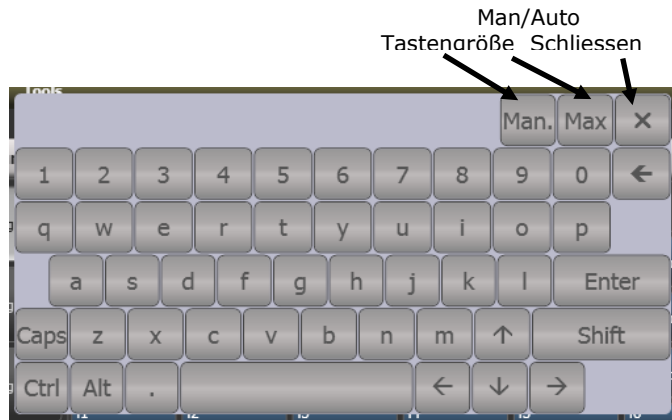 Man/Auto
Tastengröße Schliessen
Tools
Man. Max ×
1 2 3 4 5 6 7 8 9 0 ←
q w e r t y u i o p
a s d f g h j k l Enter
Caps z x c v b n m ↑ Shift
Ctrl Alt . ← ↓ →